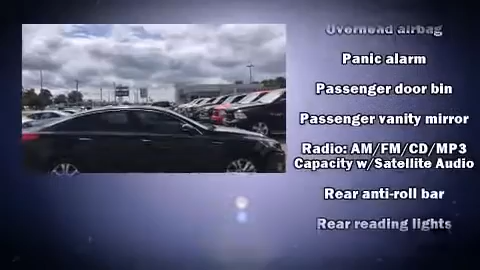 Overhead airbag
Panic alarm
Passenger door bin
Passenger vanity mirror
Radio: AM/FM/CD/MP3
Capacity w/Satellite Audio
Rear anti-roll bar
Rear reading lights